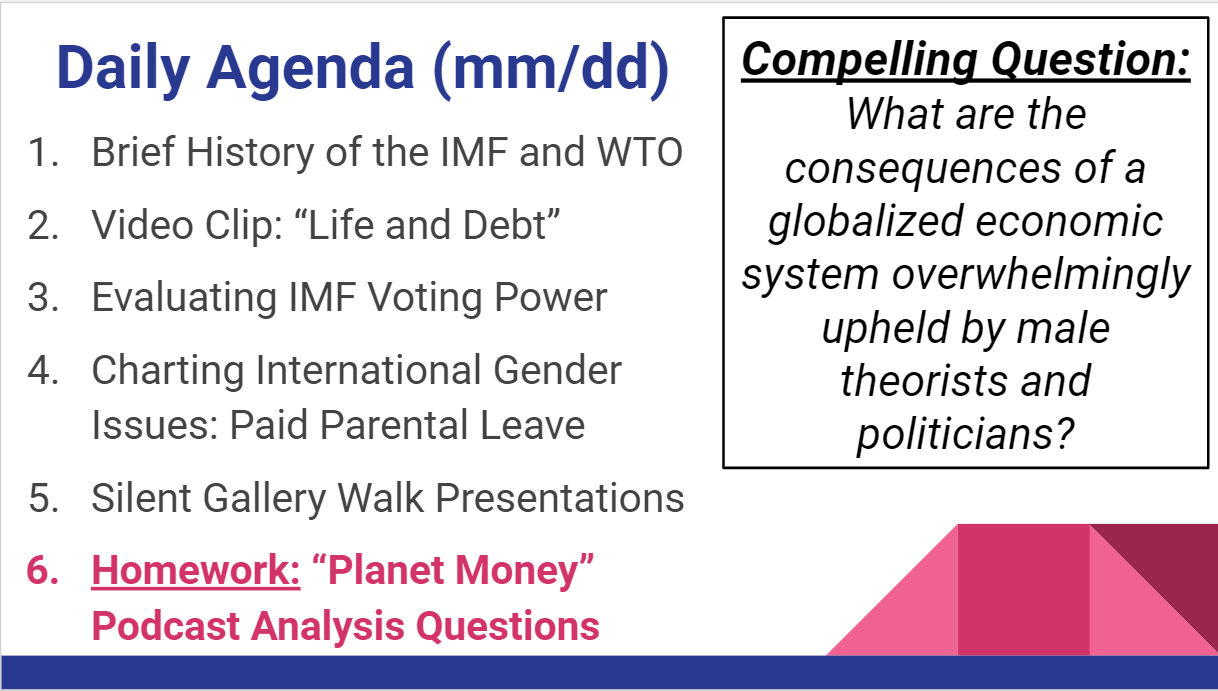 Daily Agenda (mm/dd)
1. Brief History of the IMF and WTO
2. Video Clip: “Life and Debt”
3. Evaluating IMF Voting Power
4. Charting International Gender
Issues: Paid Parental Leave
5. Silent Gallery Walk Presentations
6. Homework: “Planet Money”
Podcast Analysis Questions
Compelling Question:
What are the
consequences of a
globalized economic
system overwhelmingly
upheld by male
theorists and
politicians?